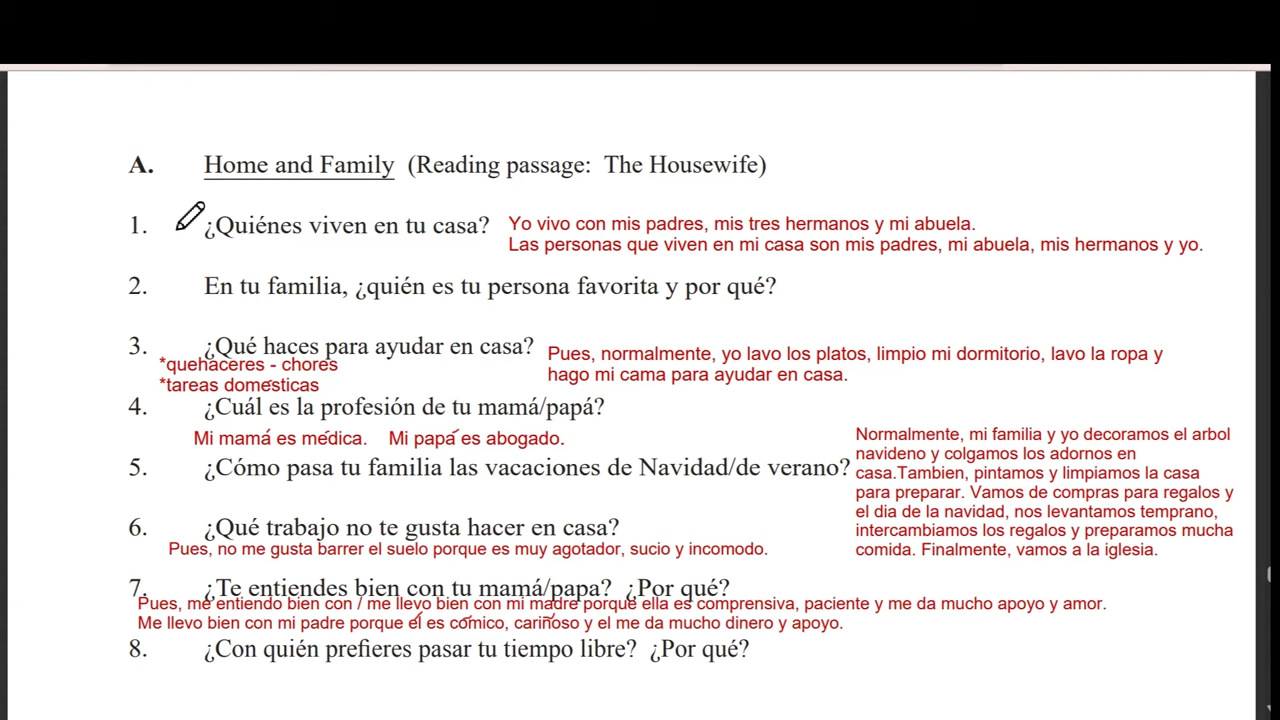 A. Home and Family (Reading passage: The Housewife)
1. ¿Quiénes viven en tu casa? Yo vivo con mis padres, mis tres hermanos y mi abuela.
Las personas que viven en mi casa son mis padres, mi abuela, mis hermanos y yo.
2. En tu familia, ¿quién es tu persona favorita y por qué?
3. ¿Qué haces para ayudar en casa? Pues, normalmente, yo lavo los platos, limpio mi dormitorio, lavo la ropa y
hago mi cama para ayudar en casa.
*quehaceres - chores
*tareas domésticas
4. ¿Cuál es la profesión de tu mamá/papá?
Mi mamá es médica. Mi papá es abogado.
5. ¿Cómo pasa tu familia las vacaciones de Navidad/de verano?
Normalmente, mi familia y yo decoramos el arbol
navideno y colgamos los adornos en
casa.Tambien, pintamos y limpiamos la casa
para preparar. Vamos de compras para regalos y
el dia de la navidad, nos levantamos temprano,
intercambiamos los regalos y preparamos mucha
comida. Finalmente, vamos a la iglesia.
6. ¿Qué trabajo no te gusta hacer en casa?
Pues, no me gusta barrer el suelo porque es muy agotador, sucio y incomodo.
7. ¿Te entiendes bien con tu mamá/papa? ¿Por qué?
Pues, me entiendo bien con / me llevo bien con mi madre porque ella es comprensiva, paciente y me da mucho apoyo y amor.
Me llevo bien con mi padre porque él es cómico, cariñoso y el me da mucho dinero y apoyo.
8. ¿Con quién prefieres pasar tu tiempo libre? ¿Por qué?